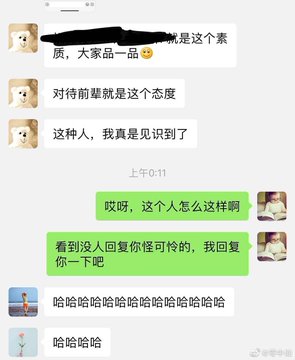 就是这个素
质，大家品一品
对待前辈就是这个态度
这种人，我真是见识到了
上午0:11
哎呀，这个人怎么这样啊
看到没人回复你怪可怜的，我回复
你一下吧
哈哈哈哈哈哈哈哈哈哈哈哈哈哈
哈哈哈哈